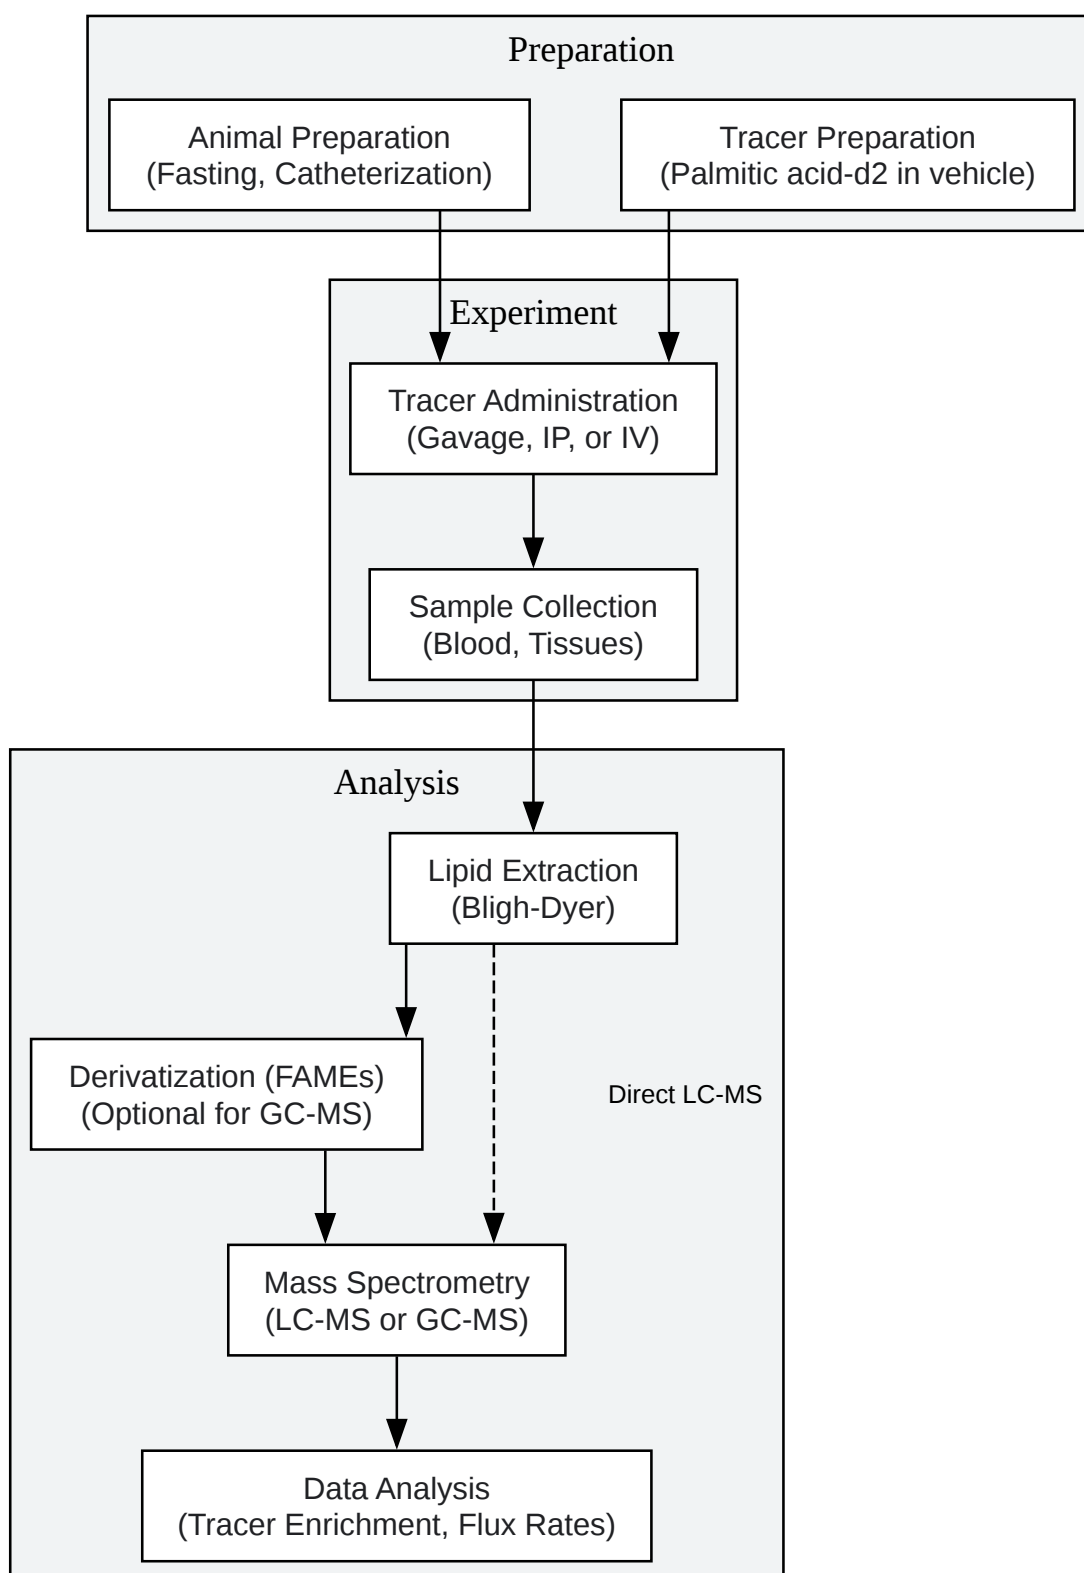 Preparation
Animal Preparation
(Fasting, Catheterization)
Tracer Preparation
(Palmitic acid-d2 in vehicle)
Experiment
Tracer Administration
(Gavage, IP, or IV)
Sample Collection
(Blood, Tissues)
Analysis
Lipid Extraction
(Bligh-Dyer)
Derivatization (FAMEs)
(Optional for GC-MS)
Direct LC-MS
Mass Spectrometry
(LC-MS or GC-MS)
Data Analysis
(Tracer Enrichment, Flux Rates)